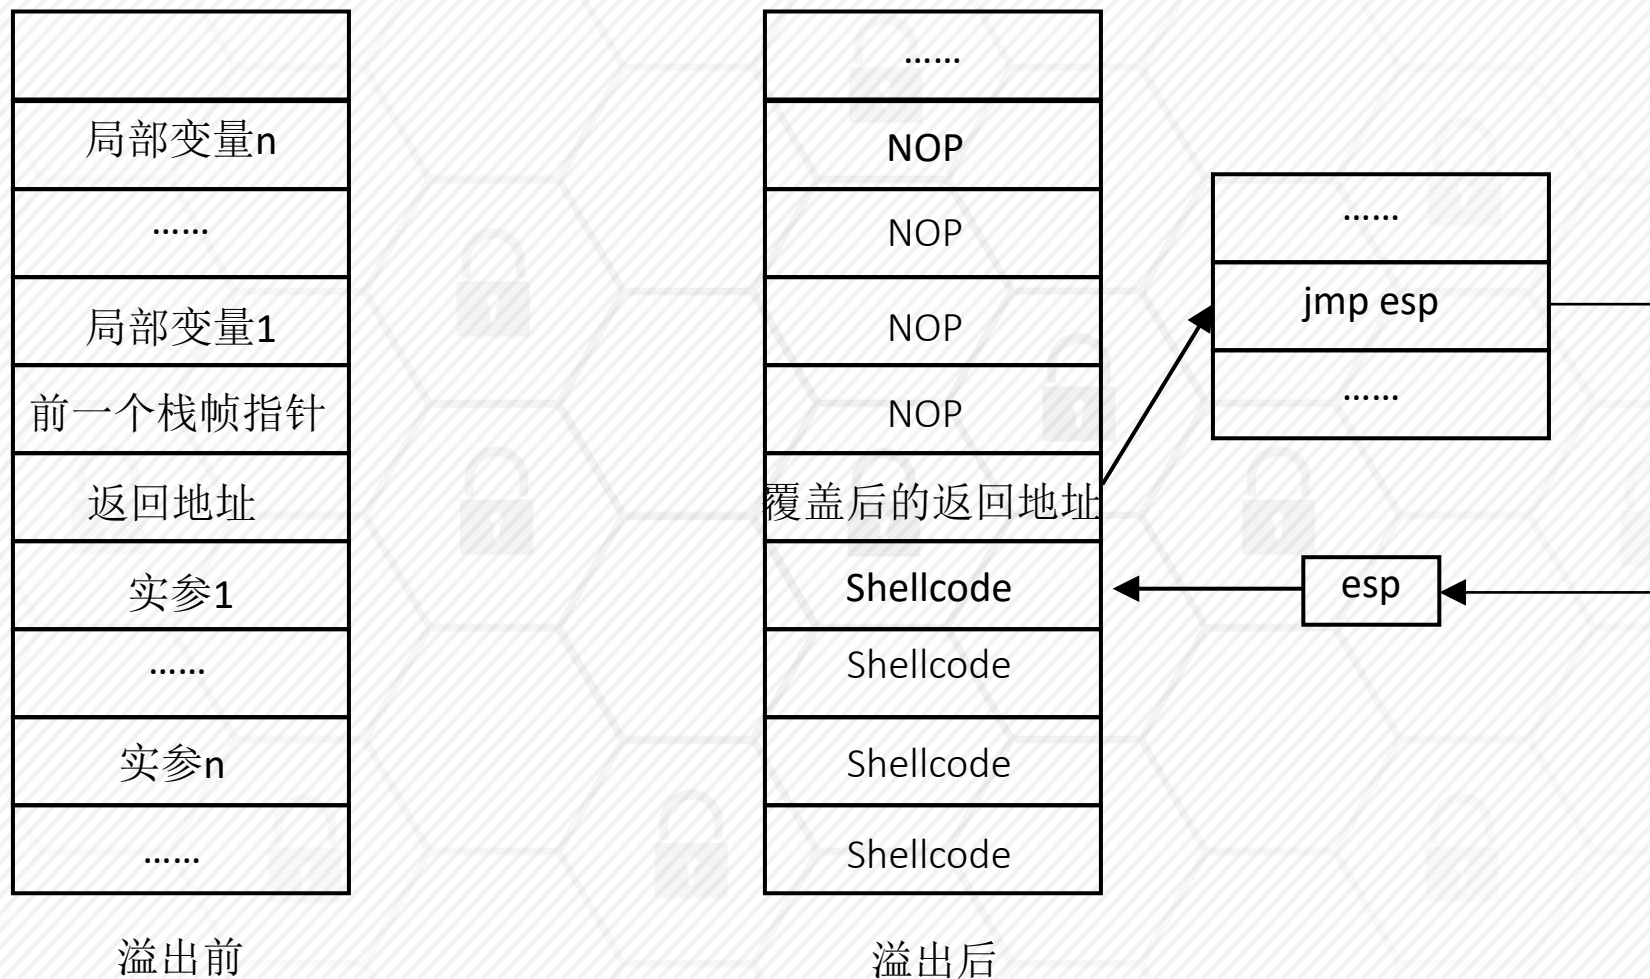 局部变量n
……
局部变量1
前一个栈帧指针
返回地址
实参1
……
实参n
……
溢出前
……
NOP
NOP
NOP
NOP
覆盖后的返回地址
Shellcode
Shellcode
Shellcode
Shellcode
溢出后
……
jmp esp
……
esp